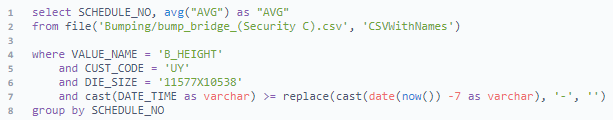 1 select SCHEDULE_NO, avg("AVG") as "AVG"
2 from file('Bumping/bump_bridge_(Security C).csv', 'CSVWithNames')
3
4 where VALUE_NAME = 'B_HEIGHT'
5 and CUST_CODE = 'UY'
6 and DIE_SIZE = '11577X10538'
7 and cast(DATE_TIME as varchar) >= replace(cast(date(now()) -7 as varchar), '-', '')
8 group by SCHEDULE_NO